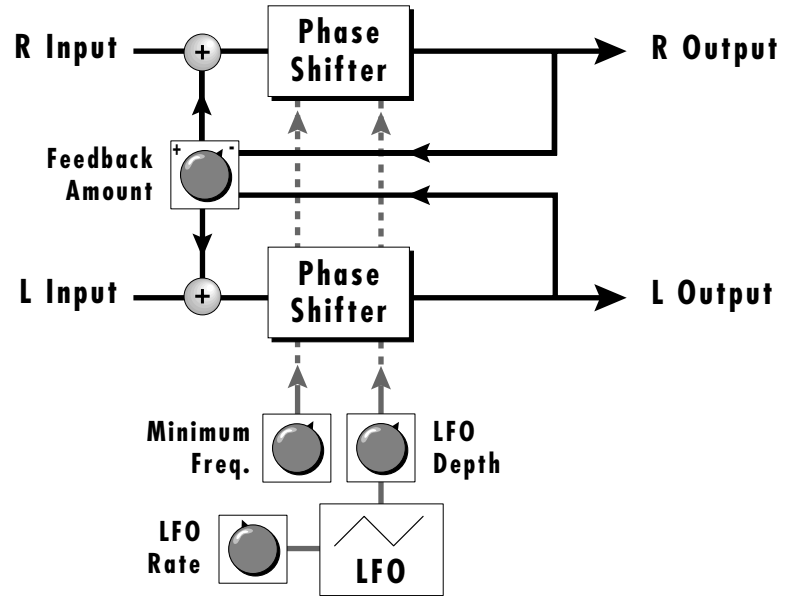 R Input
+
Phase
Shifter
R Output
Feedback
Amount
+ -
L Input
+
Phase
Shifter
L Output
Minimum
Freq.
LFO
Depth
LFO
Rate
LFO